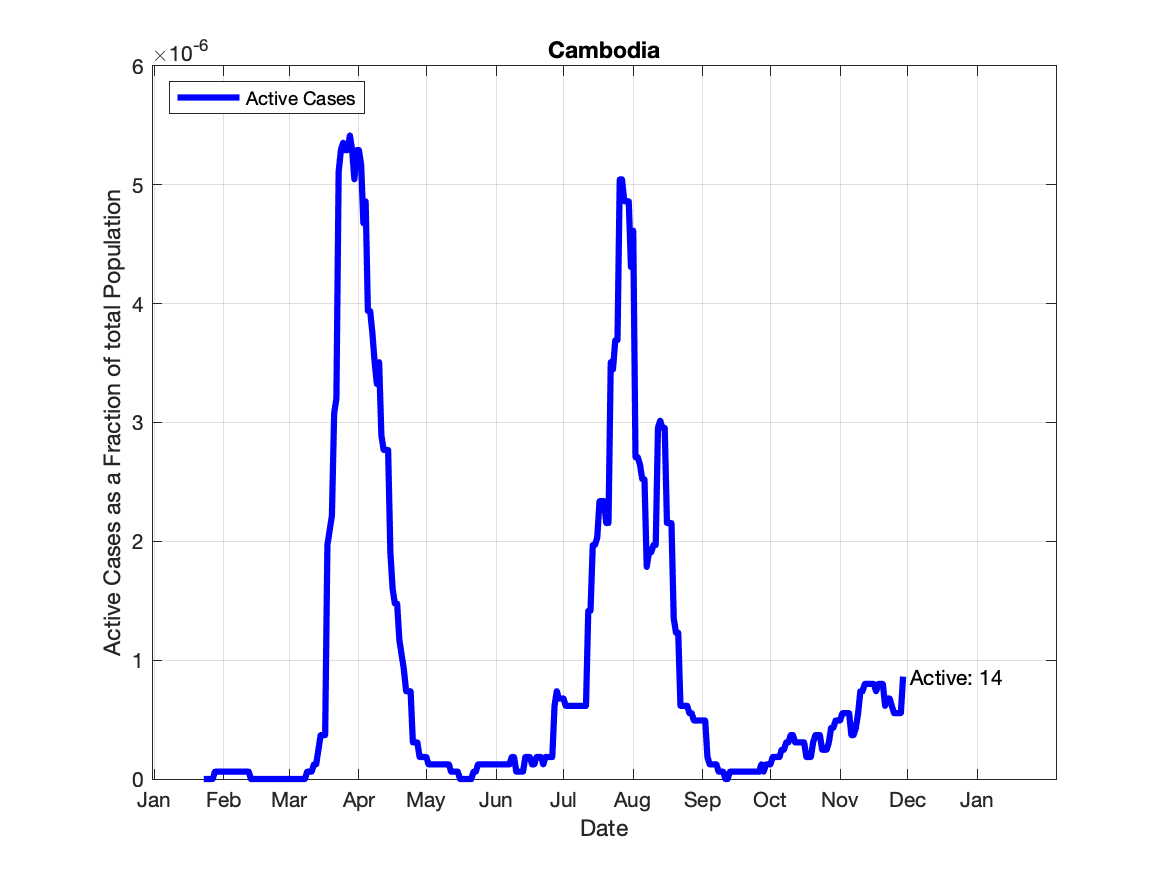 Cambodia
×10-6
Active Cases
6
5
4
3
2
1
0
Active Cases as a Fraction of total Population
Active: 14
Jan Feb Mar Apr May Jun Jul Aug Sep Oct Nov Dec Jan
Date